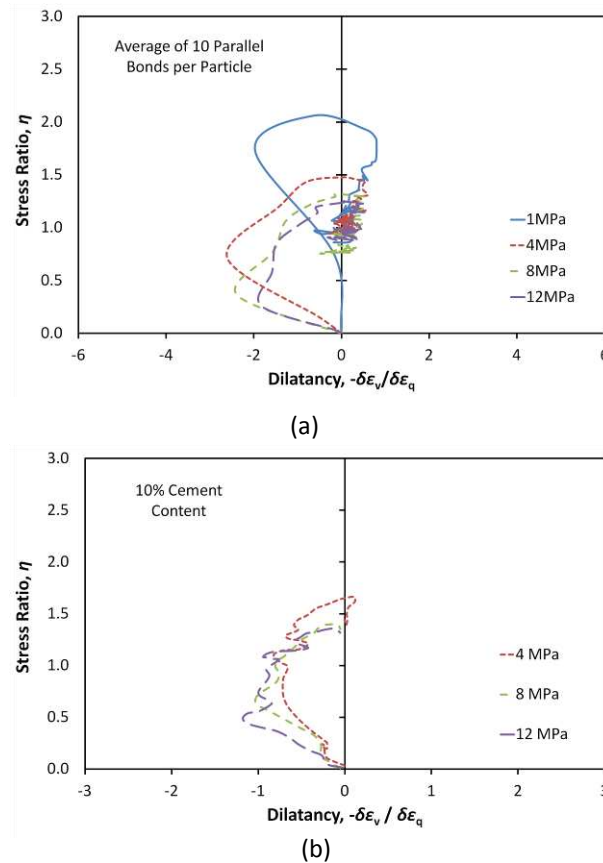 3.0
Average of 10 Parallel
Bonds per Particle
2.5
2.0
Stress Ratio, η
1.5
1.0
0.5
0.0
1MPa
4MPa
8MPa
12MPa
-6 -4 -2 0 2 4 6
Dilatancy, -δεv/δεq
(a)
3.0
10% Cement
Content
2.5
2.0
Stress Ratio, η
1.5
1.0
0.5
0.0
4 MPa
8 MPa
12 MPa
-3 -2 -1 0 1 2 3
Dilatancy, -δεv / δεq
(b)